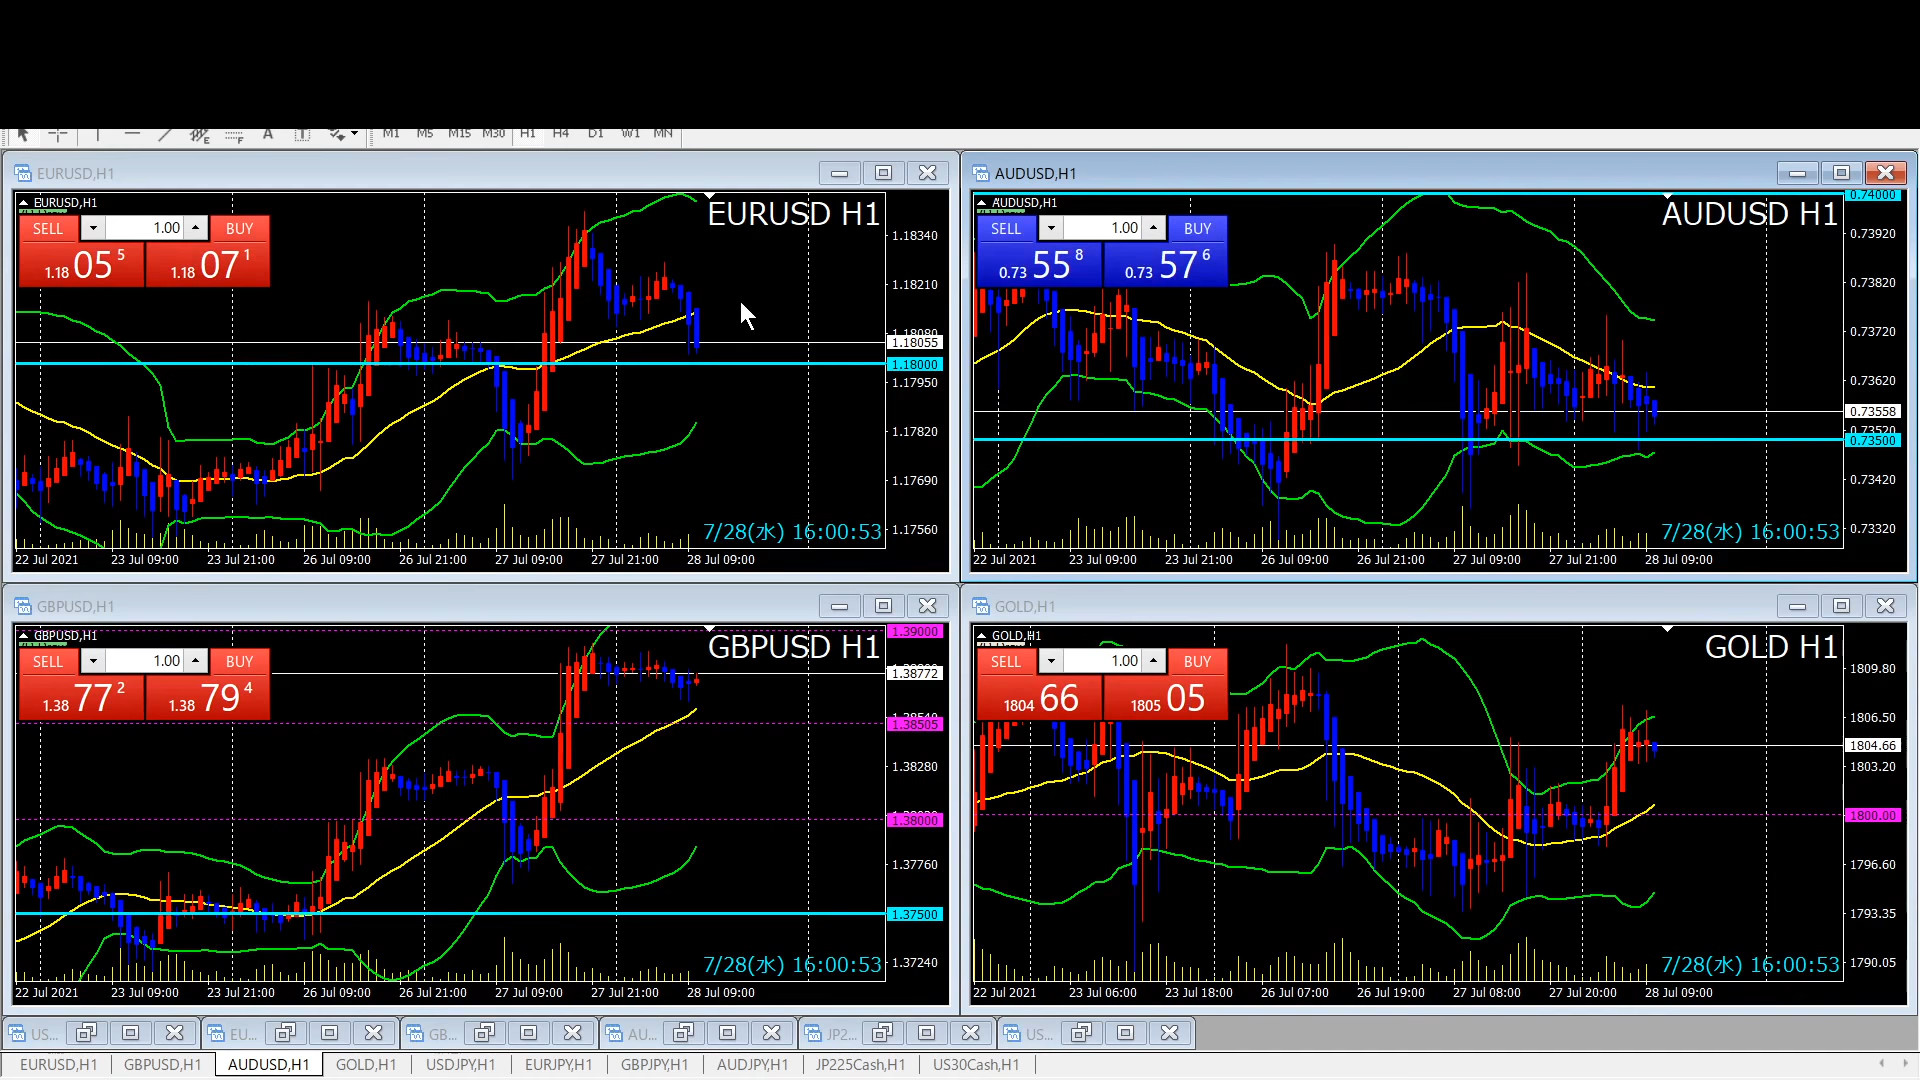 A
T
M1 M5 M15 M30 H1 H4 D1 W1 MN
EURUSD,H1
EURUSD,H1
EURUSD H1
SELL 1.00 BUY
1.18 05 5
1.18 07 1
1.18340
1.18210
1.18055
1.18000
1.17950
1.17820
1.17690
1.17560
7/28(水) 16:00:53
22 Jul 2021 23 Jul 09:00 23 Jul 21:00 26 Jul 09:00 26 Jul 21:00 27 Jul 09:00 27 Jul 21:00 28 Jul 09:00
AUDUSD,H1
AUDUSD,H1
AUDUSD H1
SELL 1.00 BUY
0.73 55 8
0.73 57 6
0.74000
0.73920
0.73820
0.73720
0.73620
0.73558
0.73520
0.73500
0.73420
0.73320
7/28(水) 16:00:53
22 Jul 2021 23 Jul 09:00 23 Jul 21:00 26 Jul 09:00 26 Jul 21:00 27 Jul 09:00 27 Jul 21:00 28 Jul 09:00
GBPUSD,H1
GBPUSD,H1
GBPUSD H1
SELL 1.00 BUY
1.38 77 2
1.38 79 4
1.39000
1.38772
1.38505
1.38280
1.38000
1.37760
1.37500
1.37240
7/28(水) 16:00:53
22 Jul 2021 23 Jul 09:00 23 Jul 21:00 26 Jul 09:00 26 Jul 21:00 27 Jul 09:00 27 Jul 21:00 28 Jul 09:00
GOLD,H1
GOLD,H1
GOLD H1
SELL 1.00 BUY
1804 66
1805 05
1809.80
1806.50
1804.66
1803.20
1800.00
1796.60
1793.35
1790.05
7/28(水) 16:00:53
22 Jul 2021 23 Jul 06:00 23 Jul 18:00 26 Jul 07:00 26 Jul 19:00 27 Jul 08:00 27 Jul 20:00 28 Jul 09:00
US... EU... GB... AU... JP2... US...
EURUSD,H1 GBPUSD,H1 AUDUSD,H1 GOLD,H1 USDJPY,H1 EURJPY,H1 GBPJPY,H1 AUDJPY,H1 JP225Cash,H1 US30Cash,H1